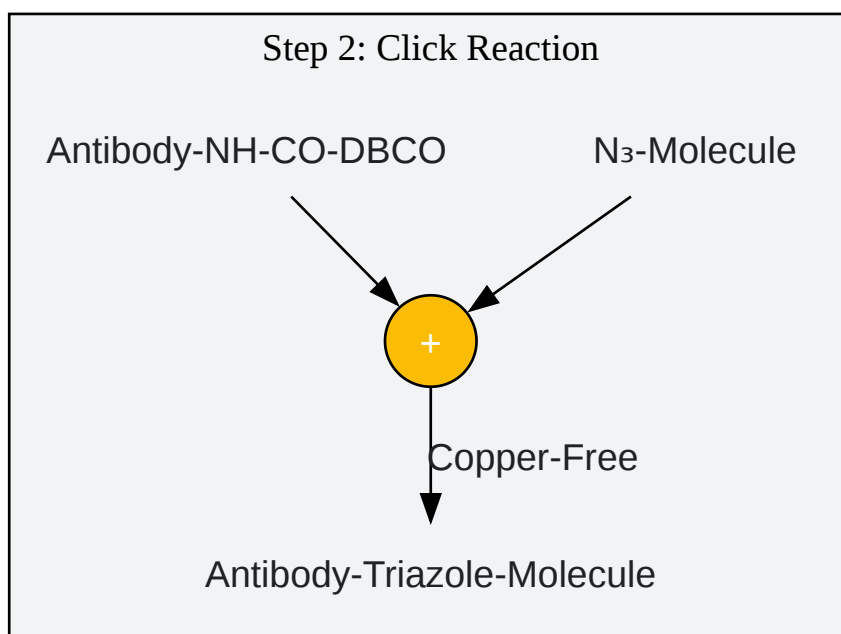 Step 2: Click Reaction
Antibody-NH-CO-DBCO
N₃-Molecule
+
Copper-Free
Antibody-Triazole-Molecule